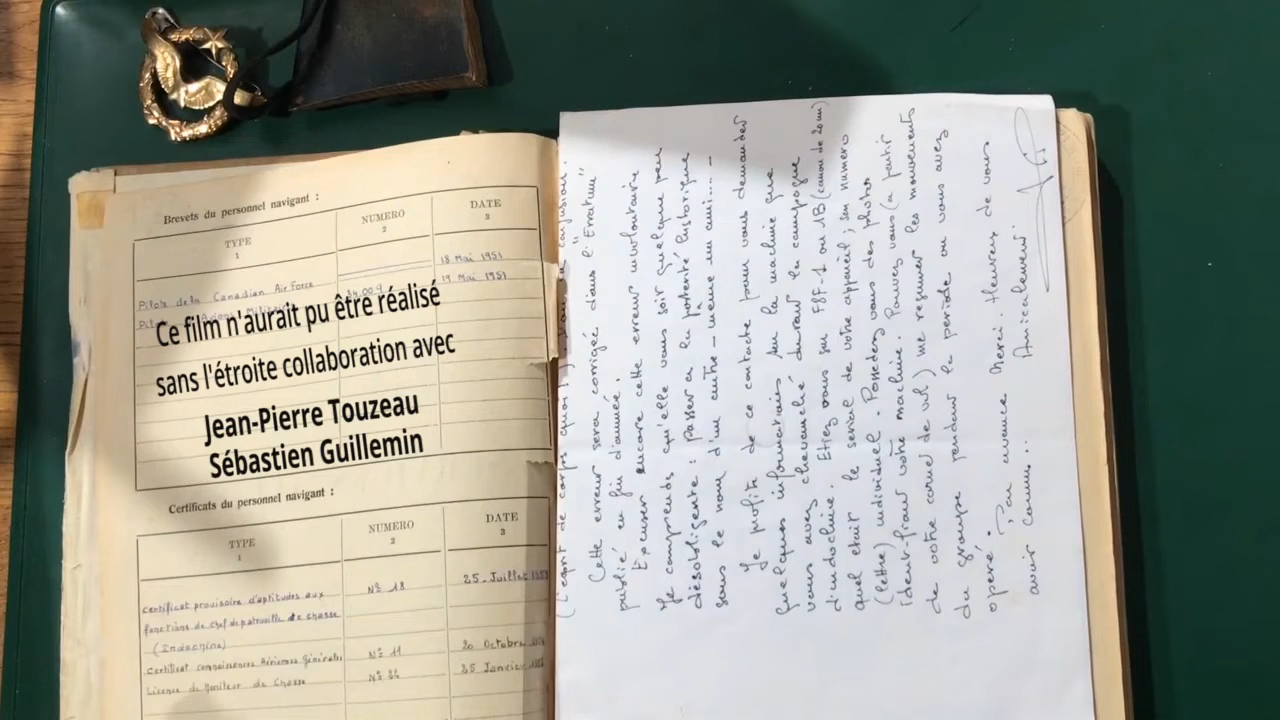 Brevets du personnel navigant :
TYPE
1
NUMERO
2
DATE
3
Pilote de la Canadian Air Force
18 Mai 1951
19 Mai 1951
Ce film n'aurait pu être réalisé
sans l'étroite collaboration avec
Jean-Pierre Touzeau
Sébastien Guillemin
Certificats du personnel navigant :
TYPE
1
NUMERO
2
DATE
3
Certificat provisoire d'aptitudes aux
fonctions de chef de patrouille de chasse
(Indochine)
N° 18
25 - Juillet
Certificat connaissances Aériennes Générales
N° 11
20 Octobre
Licence de Moniteur de Chasse
N° 24
25 Janvier
(l'esprit de corps quoi!)
Cette erreur sera corrigée dans "l'Erratum"
publié en fin d'année.
Excuser encore cette erreur involontaire
Je comprends qu'elle vous soit quelque peu
désobligeante : passer à la postérité historique
sous le nom d'un autre - même un ami... -
Je profite de ce contacte pour vous demander
quelques informations sur la machine que
vous avez chevauché durant la campagne
d'indochine. Etiez vous sur F8F-1 ou 1B (canon de 20mm)
quel était le serial de votre appareil ; son numero
(lettre) individuel. Possedez vous des photos
identifiant votre machine. Pouvez vous (a partir
de votre carnet de vol) me resumer les mouvements
du groupe pendant la periode ou vous avez
opéré.
J'en avance merci. Heureux de vous
avoir connu... Amicalement.